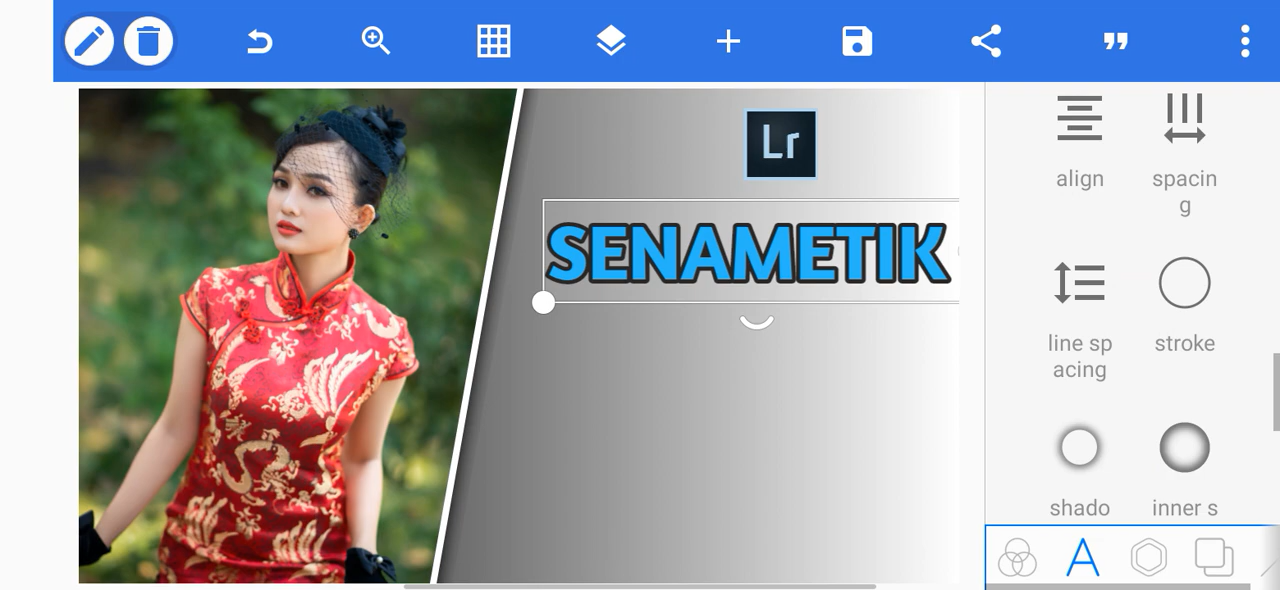 Lr
align
spacin
g
SENAMETIK
line sp
acing
stroke
shado
inner s